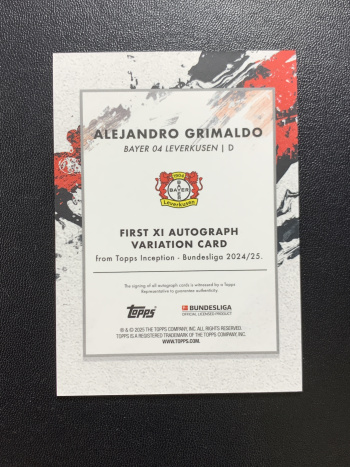 ALEJANDRO GRIMALDO
BAYER 04 LEVERKUSEN | D
1904
BAYER
Leverkusen
FIRST XI AUTOGRAPH
VARIATION CARD
from Topps Inception - Bundesliga 2024/25.
The signing of all autograph cards is witnessed by a Topps
Representative to guarantee authenticity.
Topps
BUNDESLIGA
OFFICIAL LICENSED PRODUCT
® & © 2025 THE TOPPS COMPANY, INC. ALL RIGHTS RESERVED.
TOPPS IS A REGISTERED TRADEMARK OF THE TOPPS COMPANY, INC.
WWW.TOPPS.COM.